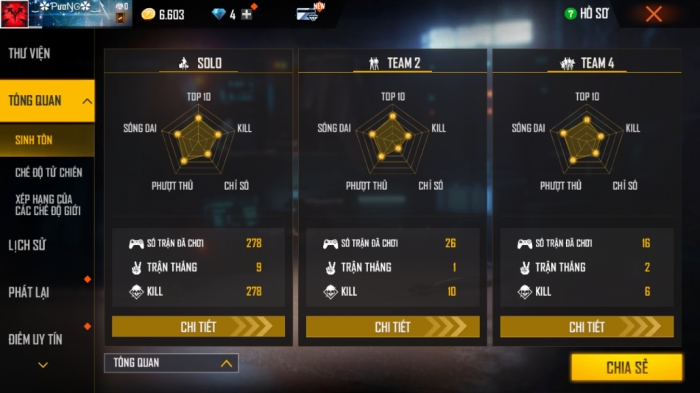 ✲PɩʋɑNG✲ 0 6.603 4 NEW ? HỒ SƠ
THƯ VIỆN
TỔNG QUAN
SINH TỒN
CHẾ ĐỘ TỬ CHIẾN
XẾP HẠNG CỦA
CÁC CHẾ ĐỘ GIỚI
LỊCH SỬ
PHÁT LẠI
ĐIỂM UY TÍN
SOLO
TOP 10
SỐNG DAI KILL
PHƯỢT THỦ CHỈ SỐ
SỐ TRẬN ĐÃ CHƠI 278
TRẬN THẮNG 9
KILL 278
CHI TIẾT
TEAM 2
TOP 10
SỐNG DAI KILL
PHƯỢT THỦ CHỈ SỐ
SỐ TRẬN ĐÃ CHƠI 26
TRẬN THẮNG 1
KILL 10
CHI TIẾT
TEAM 4
TOP 10
SỐNG DAI KILL
PHƯỢT THỦ CHỈ SỐ
SỐ TRẬN ĐÃ CHƠI 16
TRẬN THẮNG 2
KILL 6
CHI TIẾT
TỔNG QUAN
CHIA SẺ